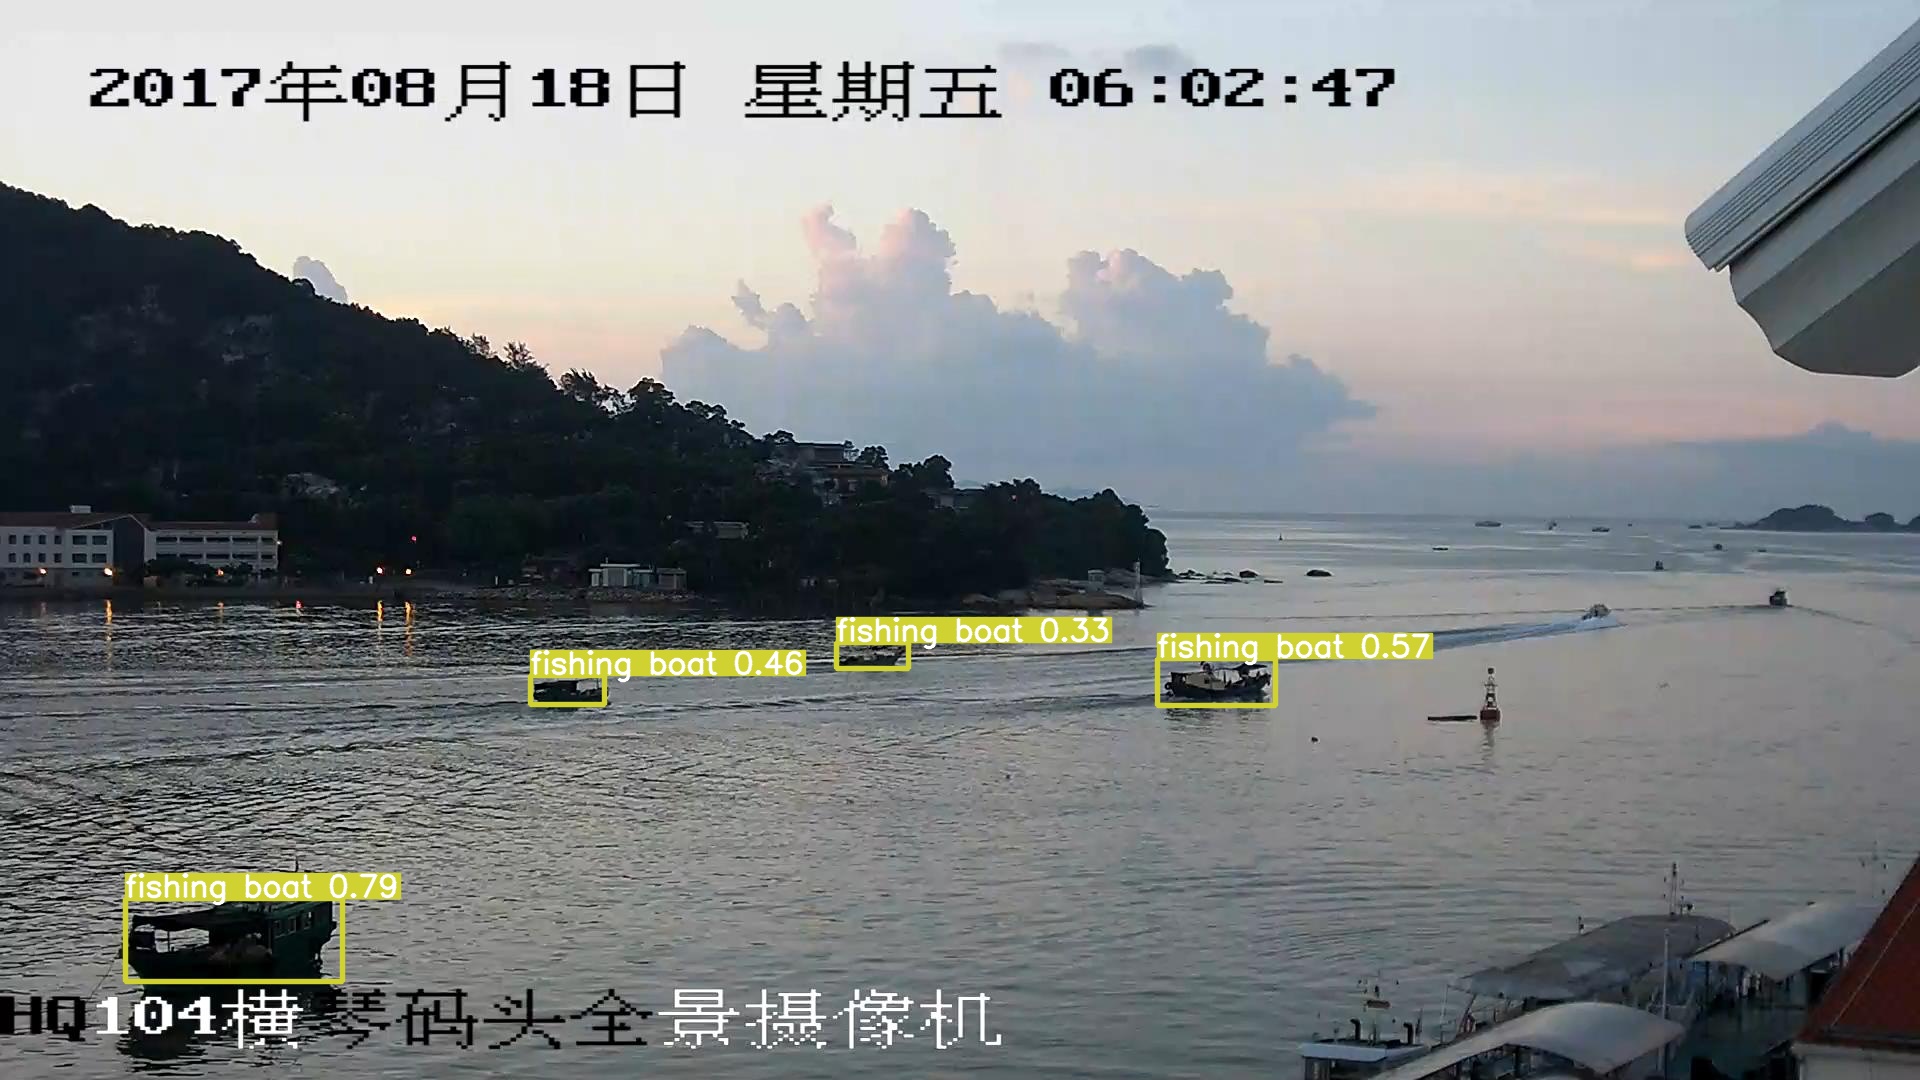 2017年08月18日 星期五 06:02:47
fishing boat 0.33
fishing boat 0.57
fishing boat 0.46
fishing boat 0.79
HQ104横琴码头全景摄像机